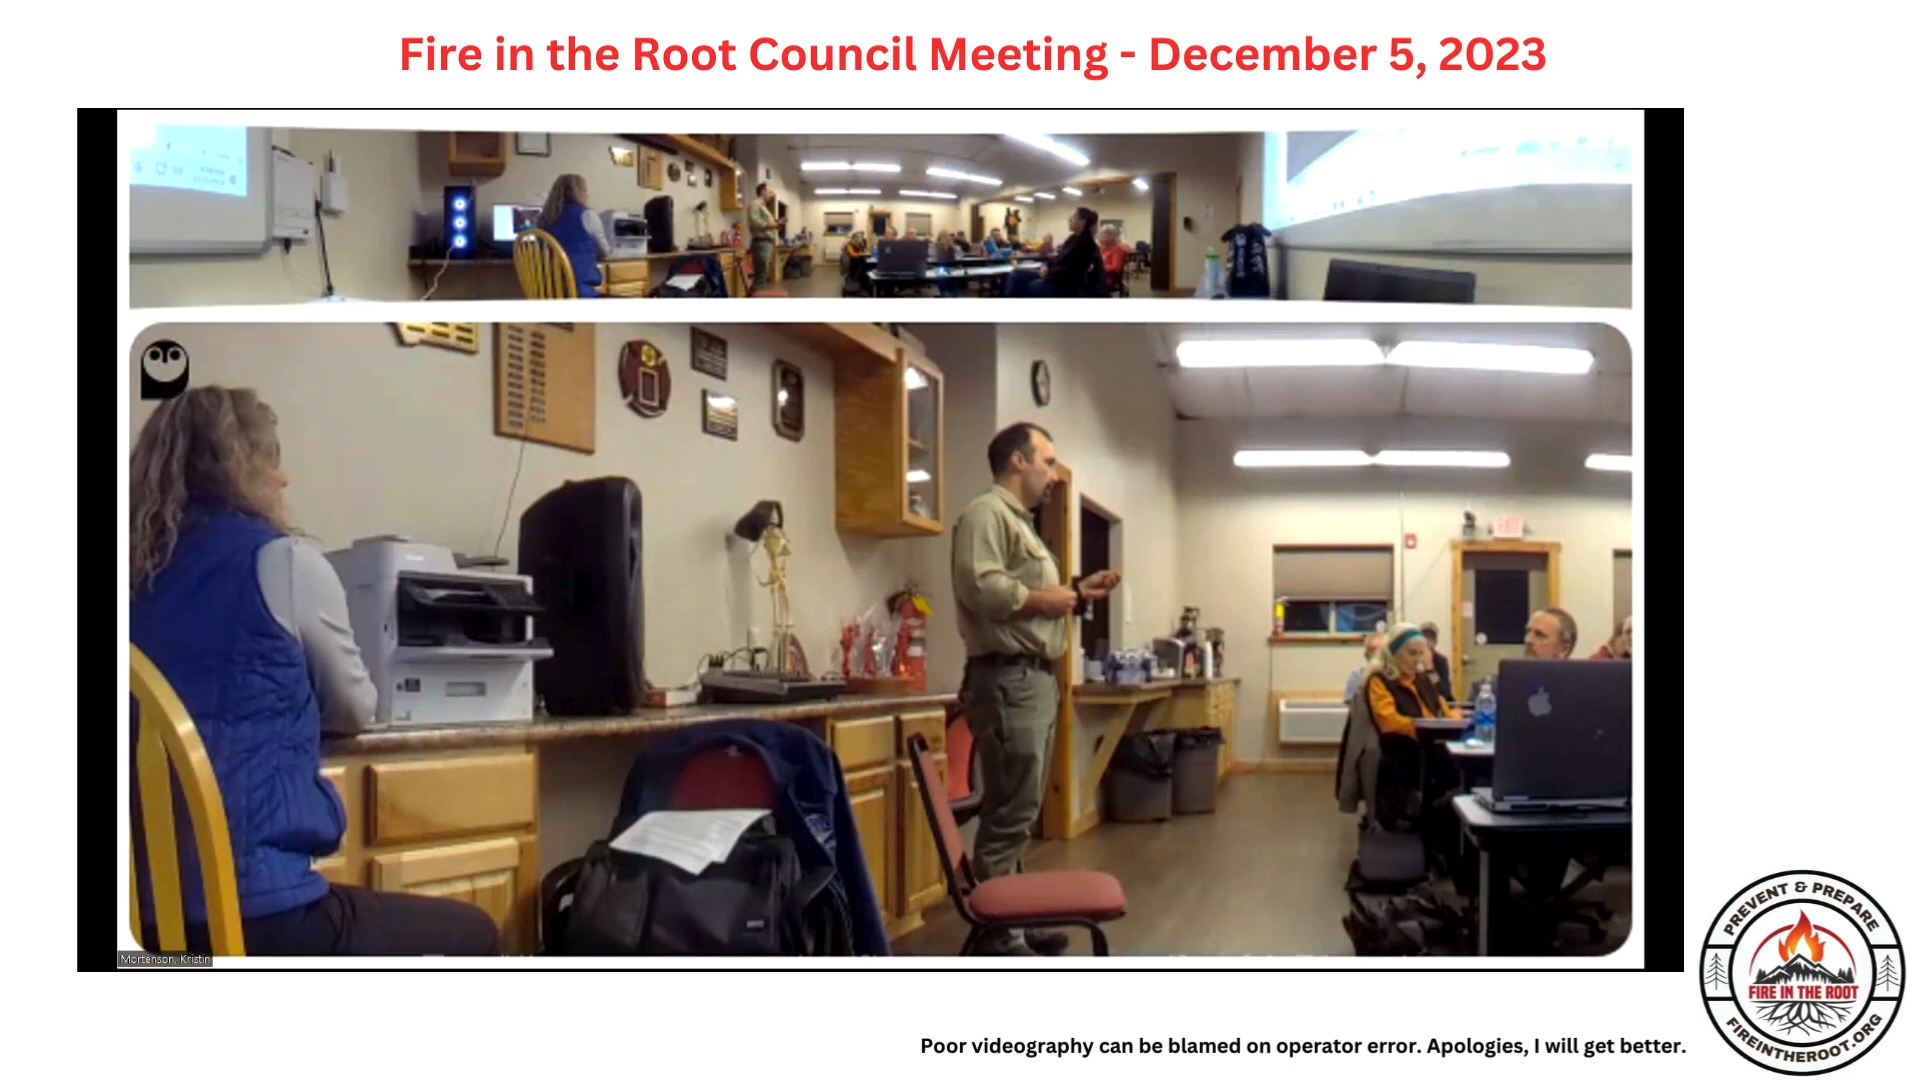 Fire in the Root Council Meeting - December 5, 2023
Mortenson, Kristin
PREVENT & PREPARE
FIRE IN THE ROOT
FIREINTHEROOT.ORG
Poor videography can be blamed on operator error. Apologies, I will get better.